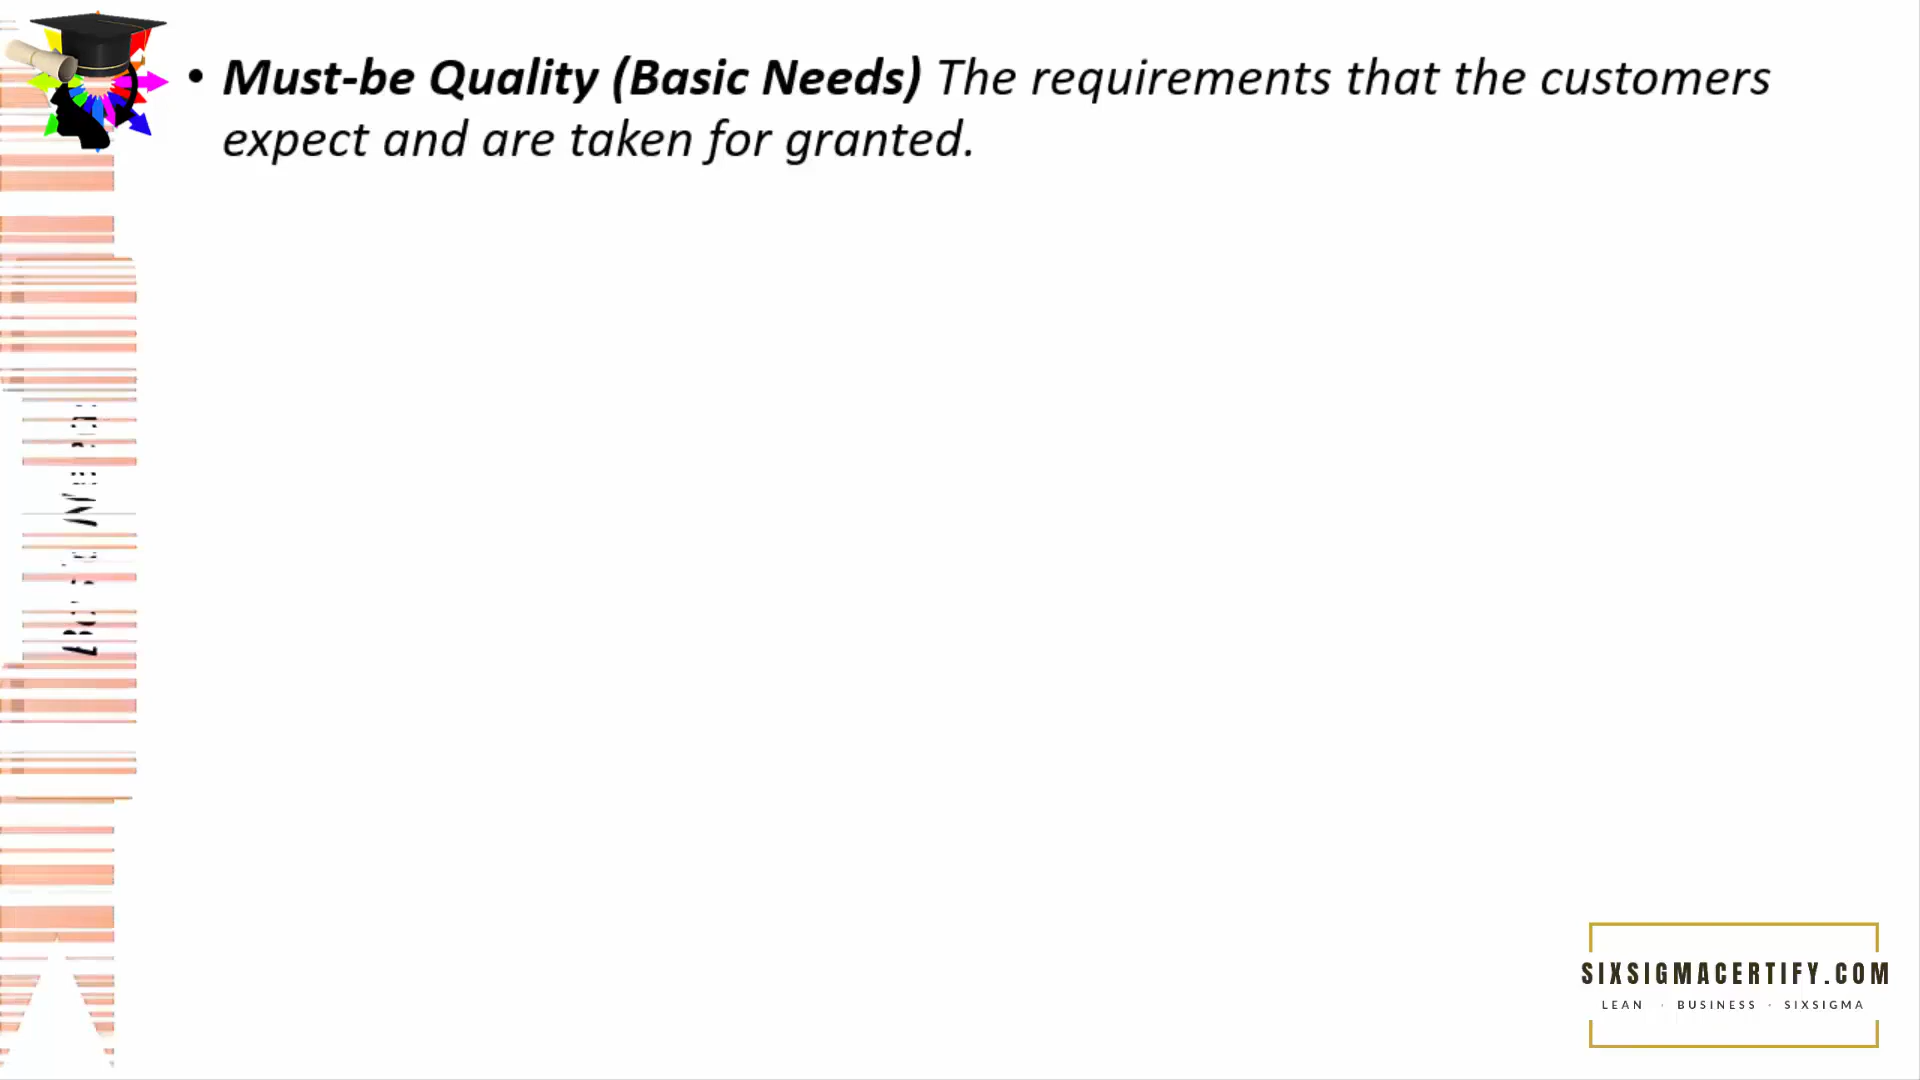 • Must-be Quality (Basic Needs) The requirements that the customers
expect and are taken for granted.
SIXSIGMACERTIFY.COM
LEAN · BUSINESS · SIXSIGMA